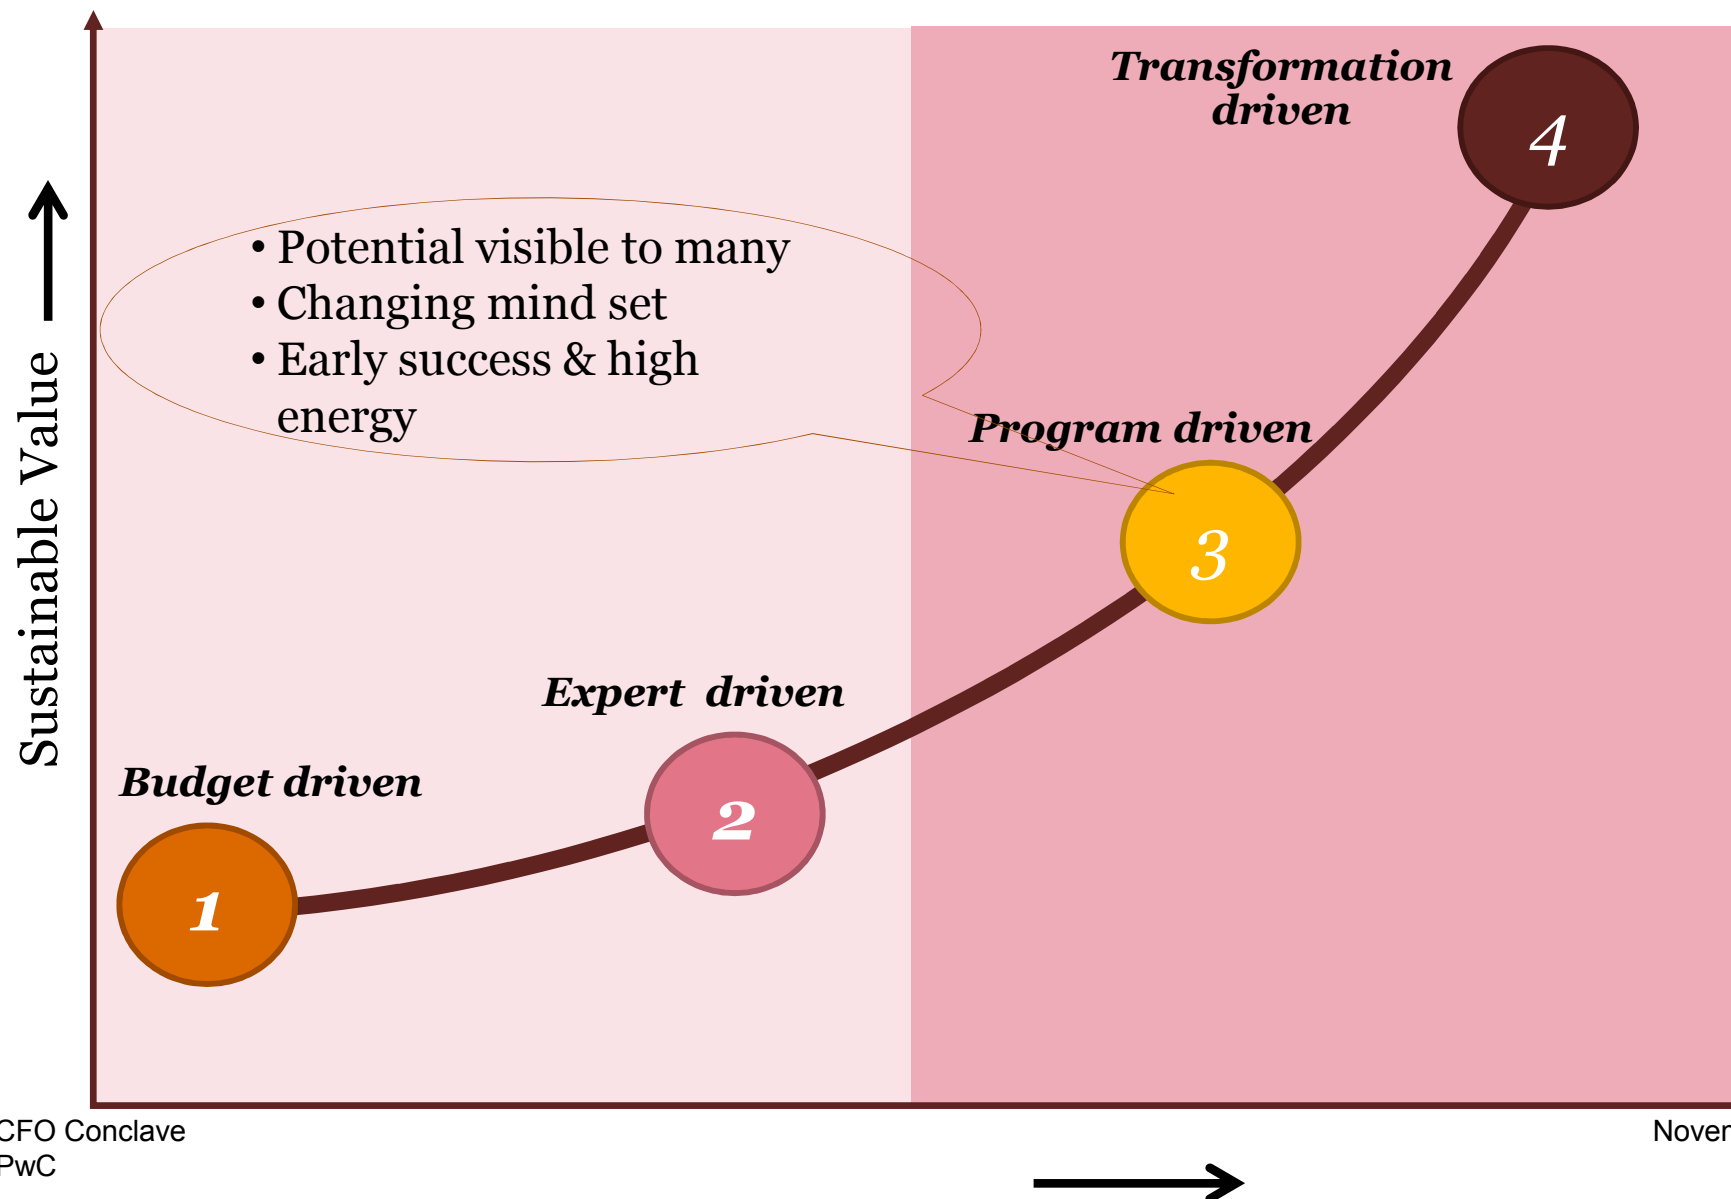 Transformation
driven
4
• Potential visible to many
• Changing mind set
• Early success & high
energy
Program driven
3
Sustainable Value
Expert driven
2
Budget driven
1
CFO Conclave
PwC